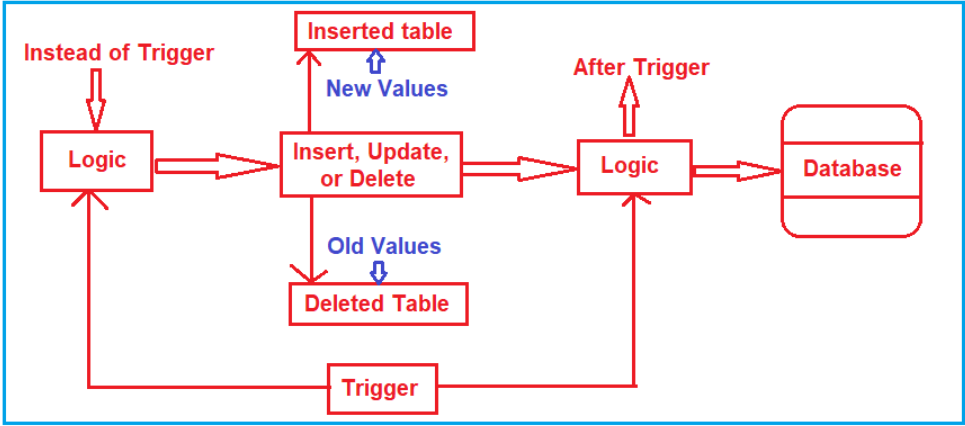 Inserted table
Instead of Trigger
New Values
After Trigger
Logic
Insert, Update,
or Delete
Logic
Database
Old Values
Deleted Table
Trigger